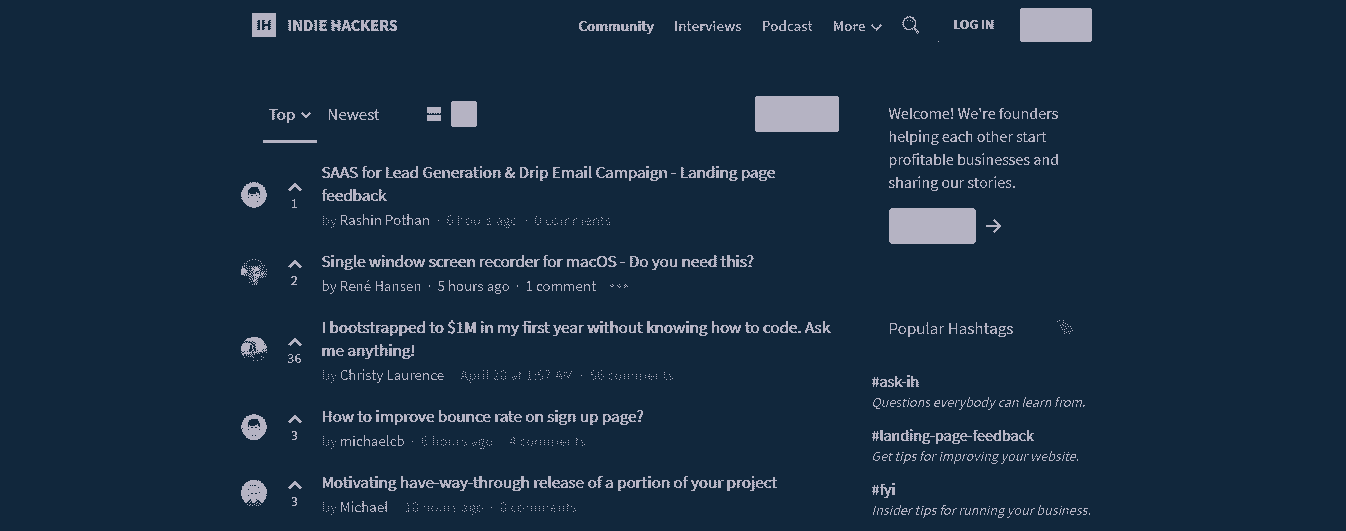 IH INDIE HACKERS
Community Interviews Podcast More LOG IN
Top Newest
SAAS for Lead Generation & Drip Email Campaign - Landing page
feedback
1
by Rashin Pothan · 6 hours ago · 0 comments
Single window screen recorder for macOS - Do you need this?
2
by René Hansen · 5 hours ago · 1 comment
I bootstrapped to $1M in my first year without knowing how to code. Ask
me anything!
36
by Christy Laurence April 20 at 1:57 AM · comments
How to improve bounce rate on sign up page?
3
by michaelcb · hours ago 4 comments
Motivating have-way-through release of a portion of your project
3
by Michael 10 hours ago · 0 comments
Welcome! We're founders
helping each other start
profitable businesses and
sharing our stories.
Popular Hashtags
#ask-ih
Questions everybody can learn from.
#landing-page-feedback
Get tips for improving your website.
#fyi
Insider tips for running your business.